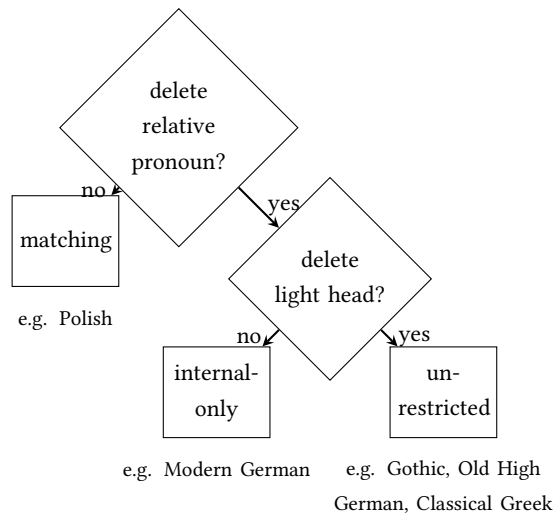 delete
relative
pronoun?
no
yes
matching
delete
light head?
e.g. Polish
no
yes
internal-
only
un-
restricted
e.g. Modern German
e.g. Gothic, Old High
German, Classical Greek